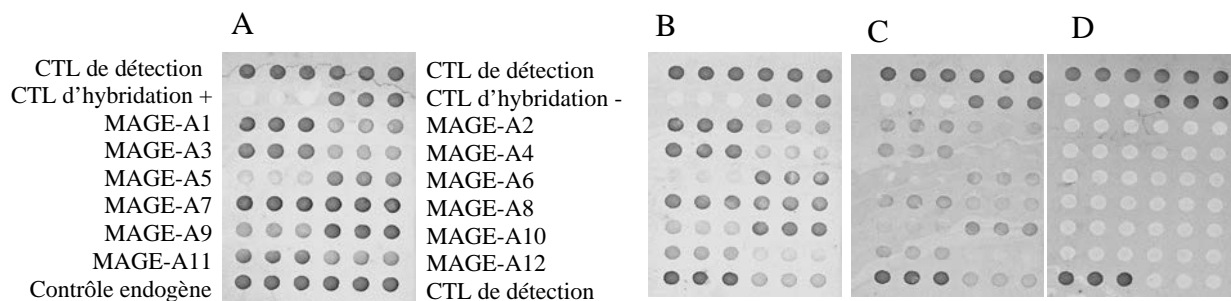 A
B
C
D
CTL de détection
CTL de détection
CTL d'hybridation +
CTL d'hybridation -
MAGE-A1
MAGE-A2
MAGE-A3
MAGE-A4
MAGE-A5
MAGE-A6
MAGE-A7
MAGE-A8
MAGE-A9
MAGE-A10
MAGE-A11
MAGE-A12
Contrôle endogène
CTL de détection